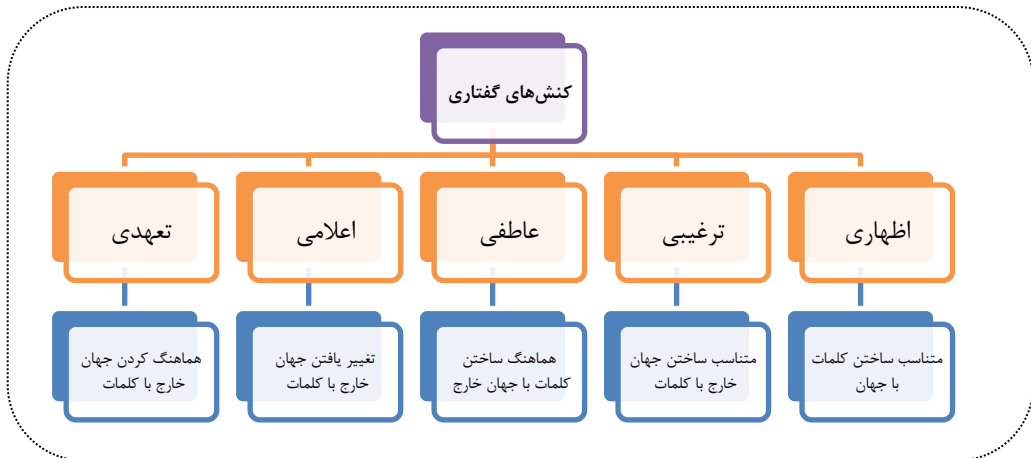 کنش‌های گفتاری
اظهاری
ترغیبی
عاطفی
اعلامی
تعهدی
متناسب ساختن کلمات
با جهان
متناسب ساختن جهان
خارج با کلمات
هماهنگ ساختن
کلمات با جهان خارج
تغییر یافتن جهان
خارج با کلمات
هماهنگ کردن جهان
خارج با کلمات